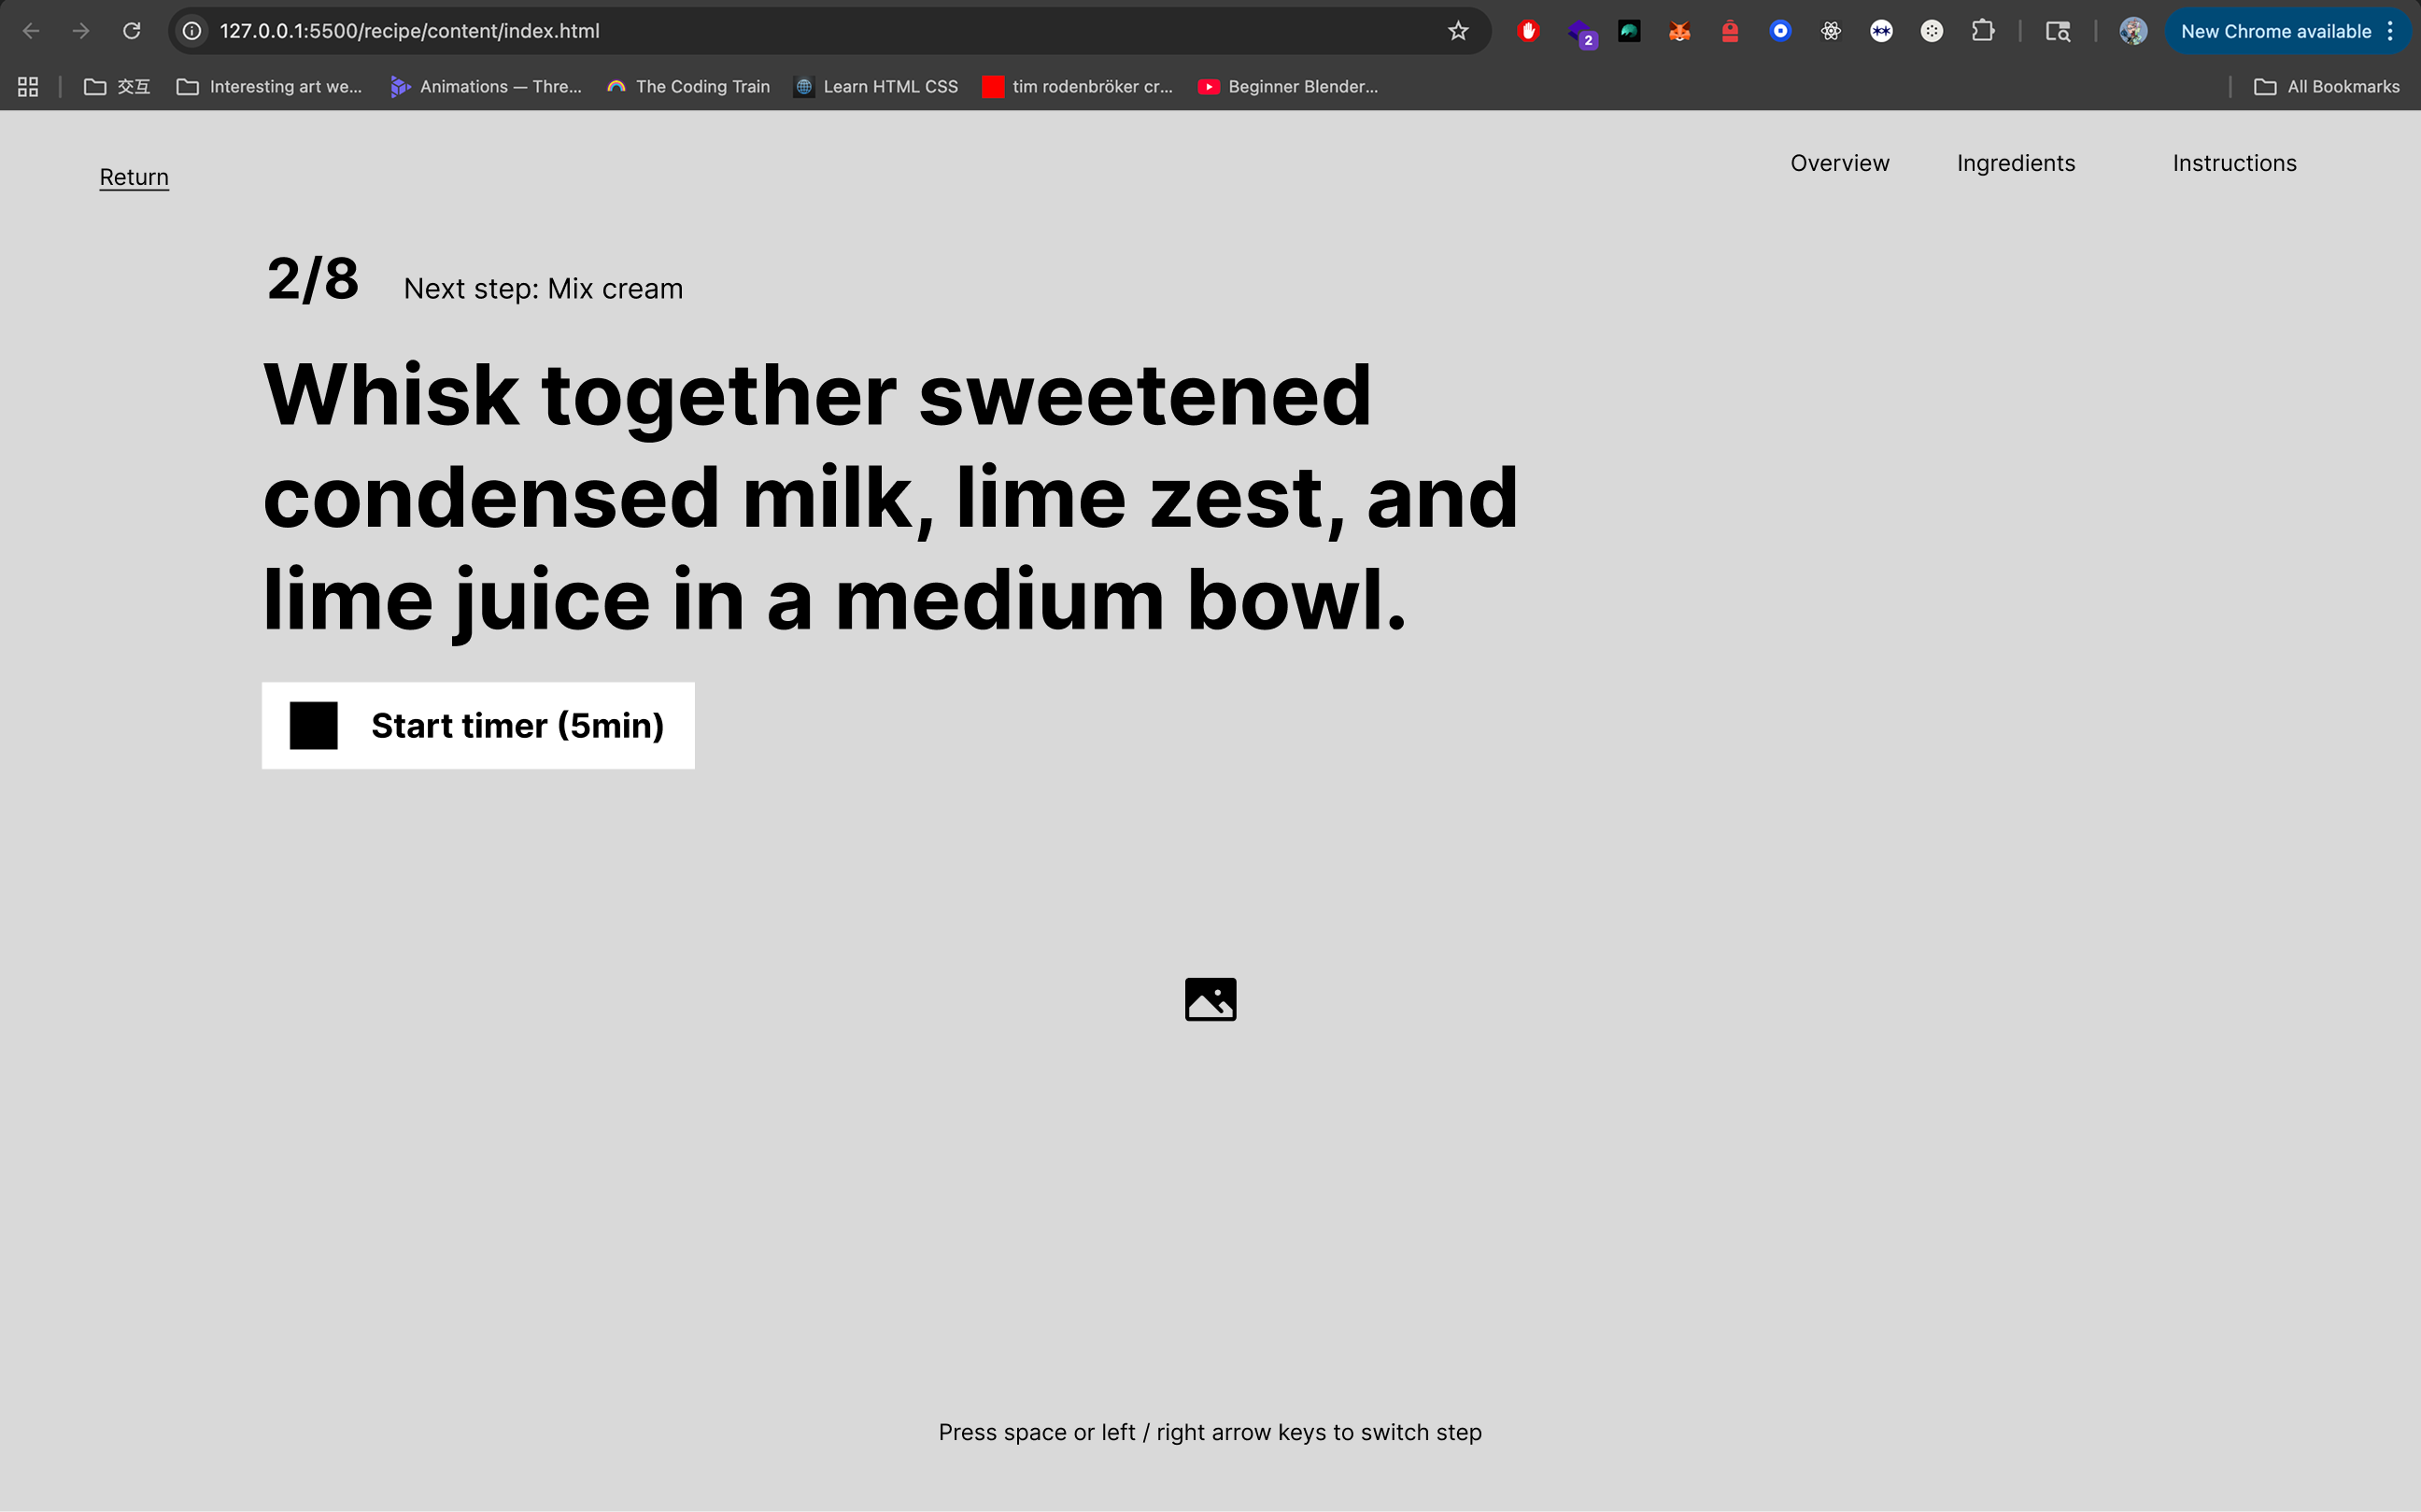 127.0.0.1:5500/recipe/content/index.html
2
New Chrome available
交互
Interesting art we...
Animations — Thre...
The Coding Train
Learn HTML CSS
tim rodenbröker cr...
Beginner Blender...
All Bookmarks
Return
Overview
Ingredients
Instructions
2/8
Next step: Mix cream
Whisk together sweetened
condensed milk, lime zest, and
lime juice in a medium bowl.
Start timer (5min)
Press space or left / right arrow keys to switch step